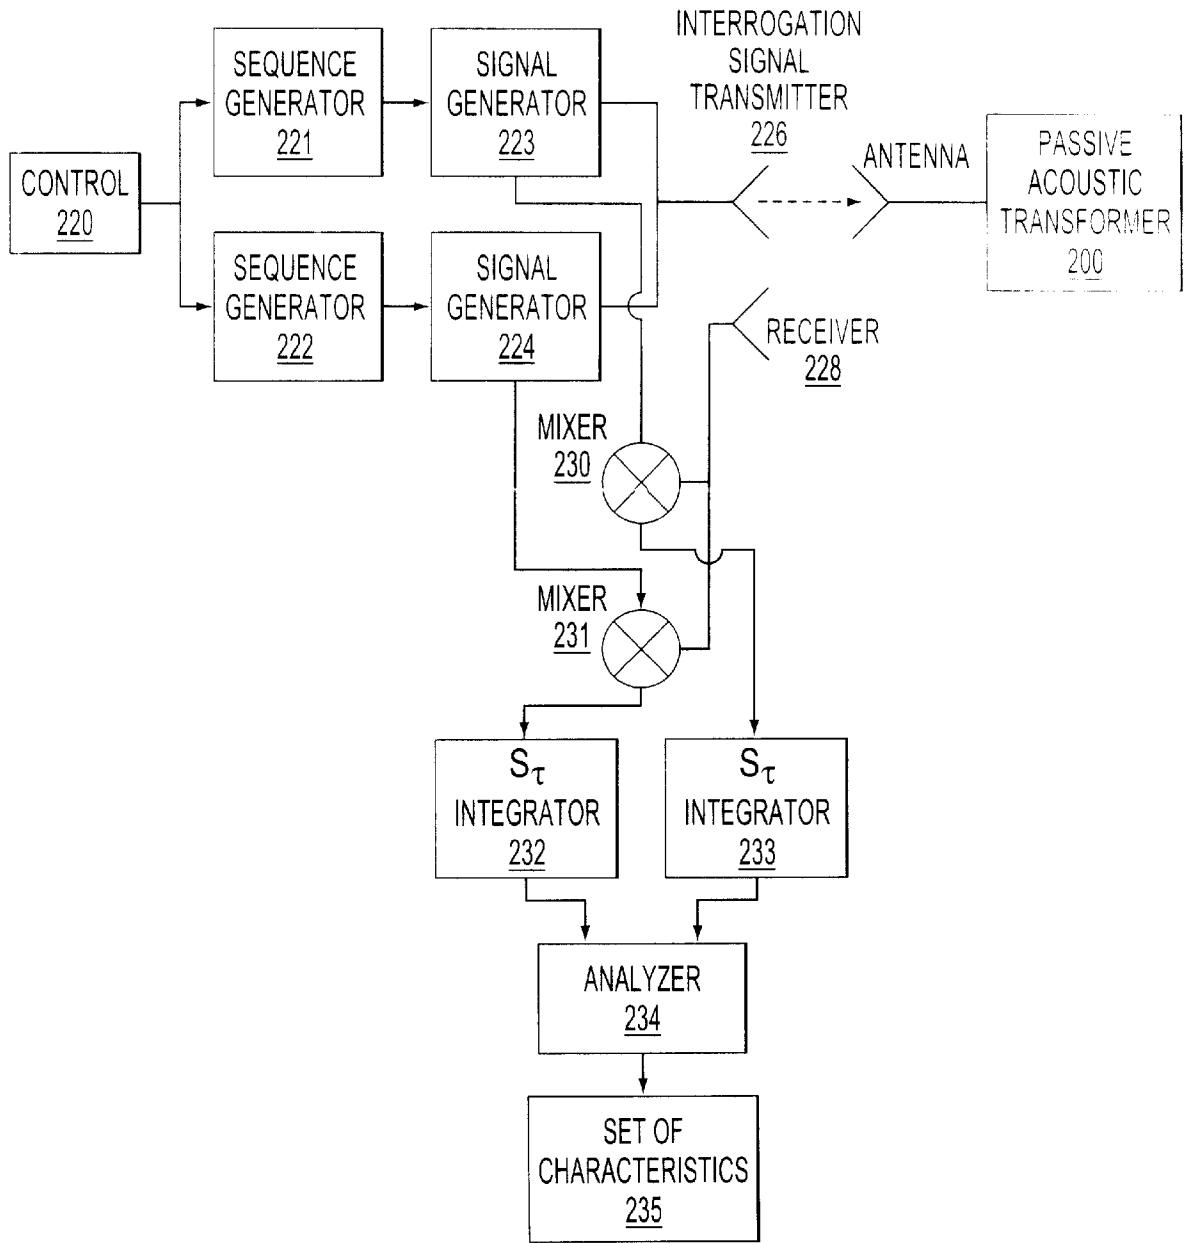 SEQUENCE
GENERATOR
221
SIGNAL
GENERATOR
223
INTERROGATION
SIGNAL
TRANSMITTER
226
ANTENNA
PASSIVE
ACOUSTIC
TRANSFORMER
200
CONTROL
220
SEQUENCE
GENERATOR
222
SIGNAL
GENERATOR
224
RECEIVER
228
MIXER
230
MIXER
231
Sτ
INTEGRATOR
232
Sτ
INTEGRATOR
233
ANALYZER
234
SET OF
CHARACTERISTICS
235